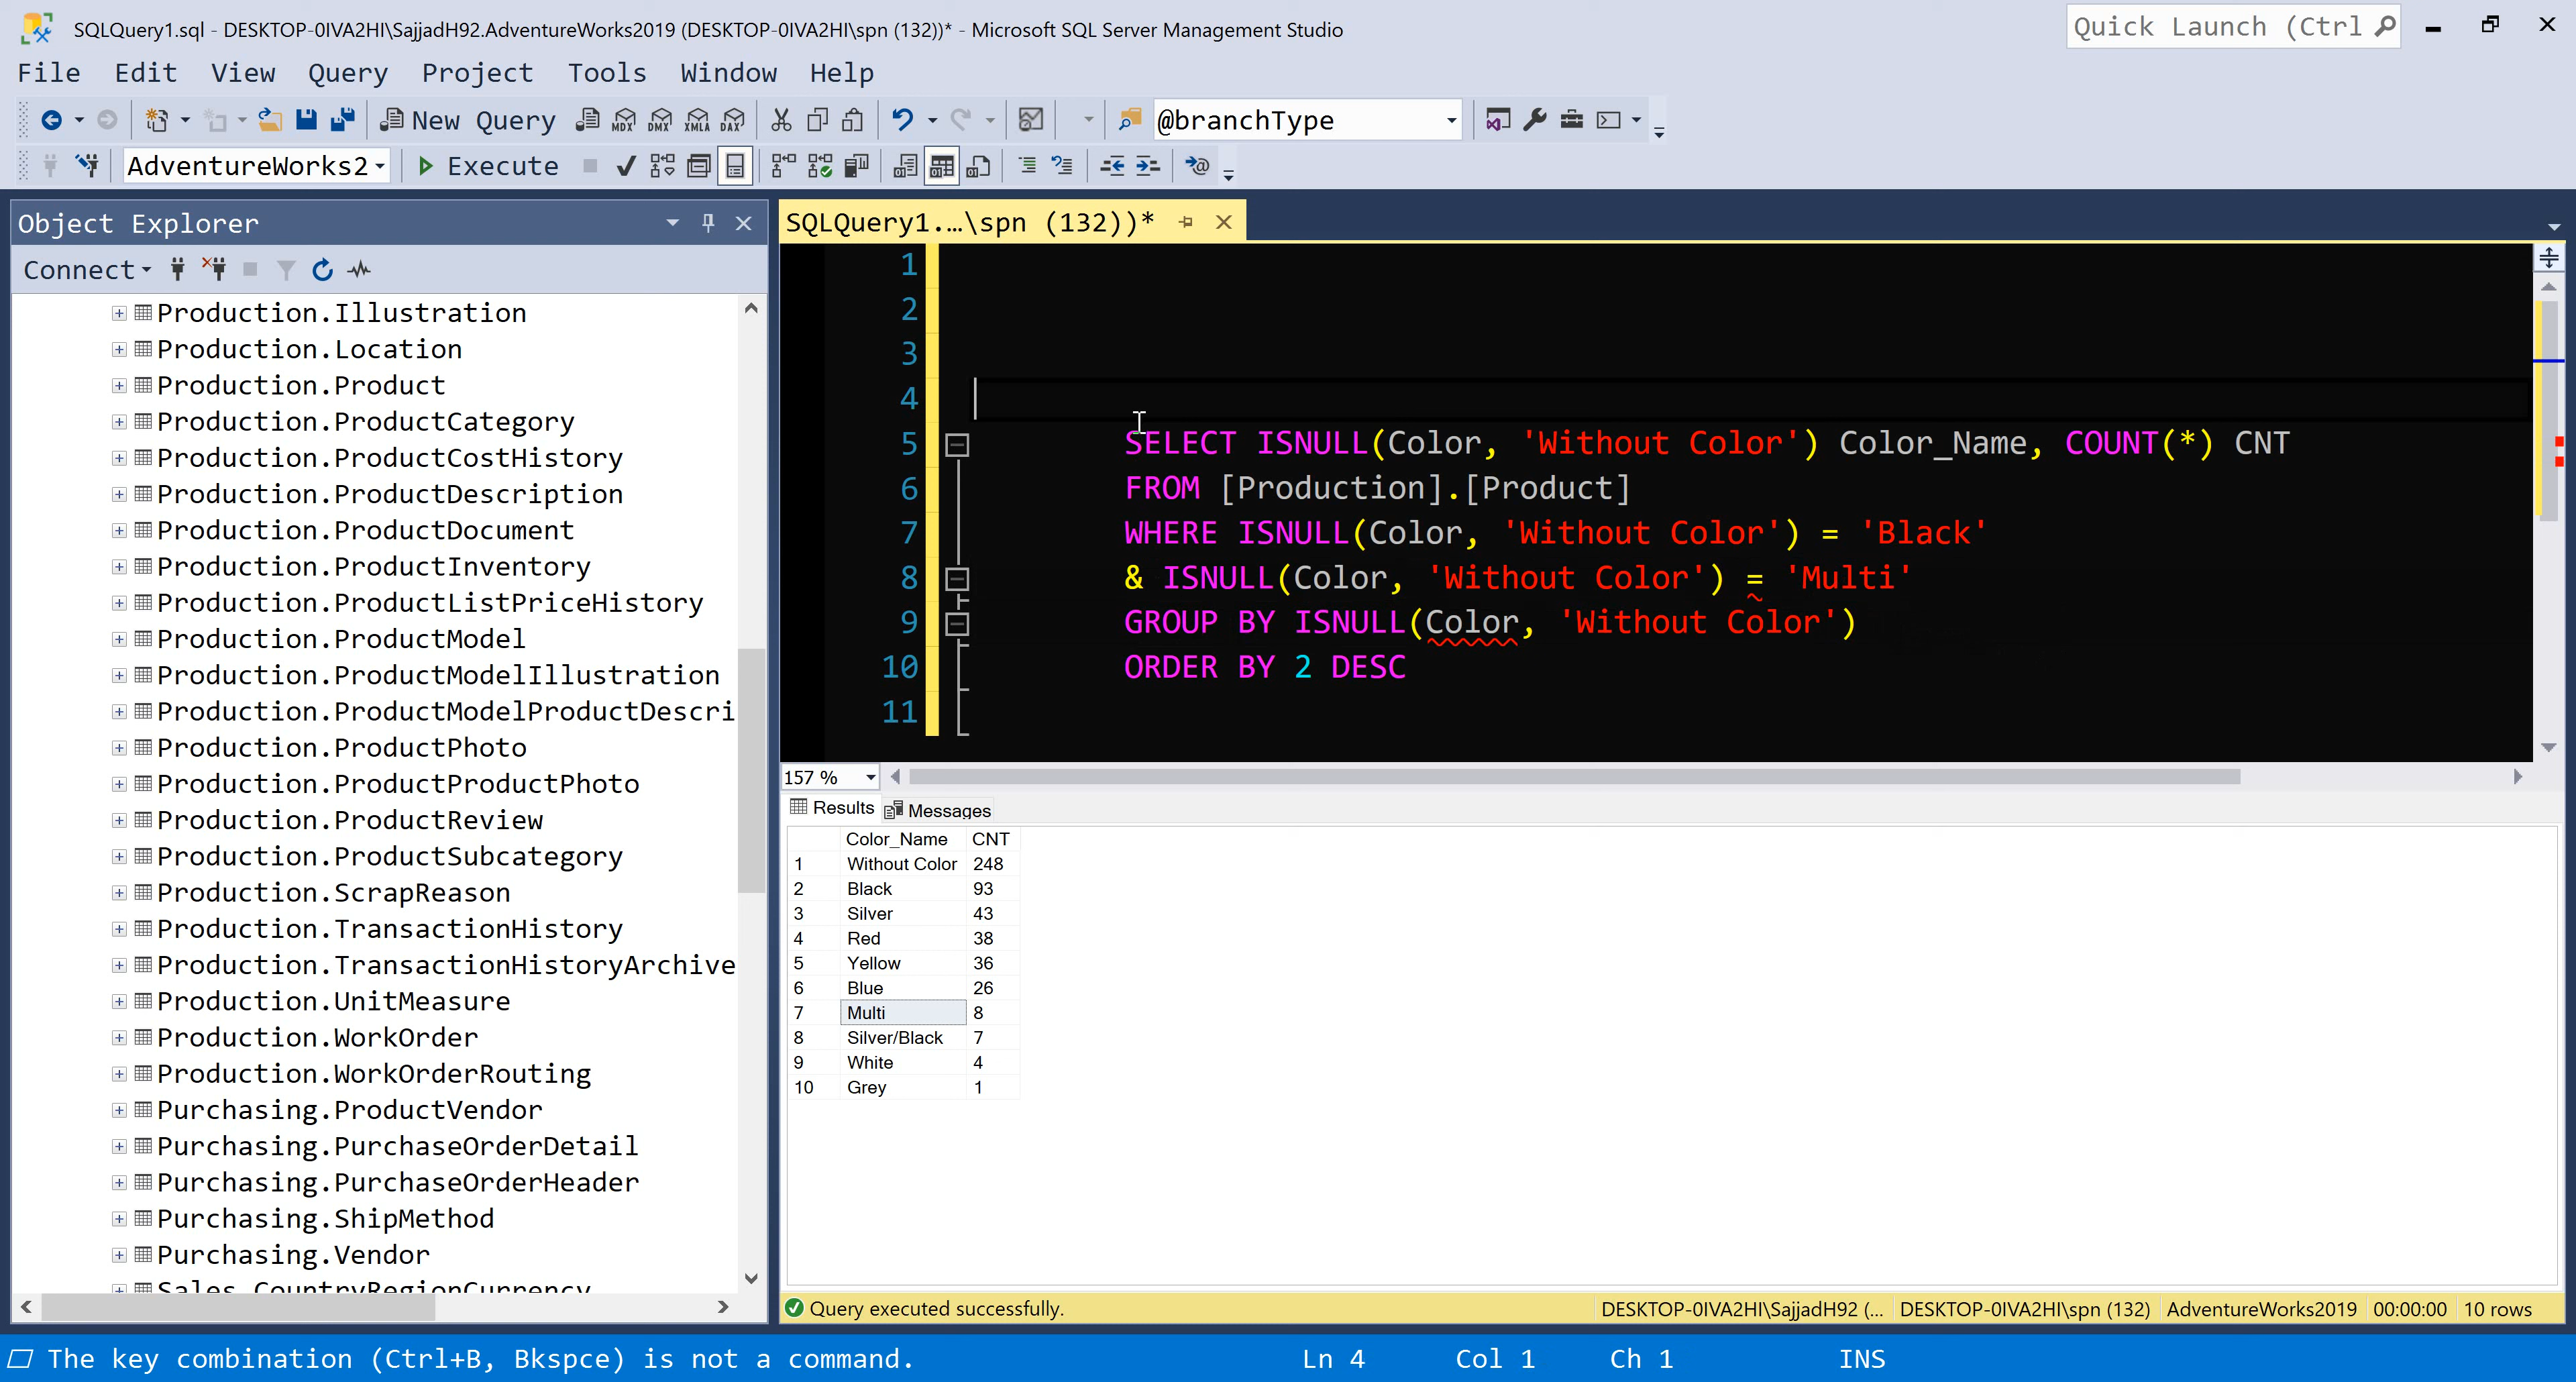 SQLQuery1.sql - DESKTOP-0IVA2HI\SajjadH92.AdventureWorks2019 (DESKTOP-0IVA2HI\spn (132))* - Microsoft SQL Server Management Studio
Quick Launch (Ctrl
File Edit View Query Project Tools Window Help
New Query MDX DMX XMLA DAX @branchType
AdventureWorks2 Execute
Object Explorer
Connect
Production.Illustration
Production.Location
Production.Product
Production.ProductCategory
Production.ProductCostHistory
Production.ProductDescription
Production.ProductDocument
Production.ProductInventory
Production.ProductListPriceHistory
Production.ProductModel
Production.ProductModelIllustration
Production.ProductModelProductDescri
Production.ProductPhoto
Production.ProductProductPhoto
Production.ProductReview
Production.ProductSubcategory
Production.ScrapReason
Production.TransactionHistory
Production.TransactionHistoryArchive
Production.UnitMeasure
Production.WorkOrder
Production.WorkOrderRouting
Purchasing.ProductVendor
Purchasing.PurchaseOrderDetail
Purchasing.PurchaseOrderHeader
Purchasing.ShipMethod
Purchasing.Vendor
Sales.CountryRegionCurrency
SQLQuery1....\spn (132))*
1
2
3
4
5 SELECT ISNULL(Color, 'Without Color') Color_Name, COUNT(*) CNT
6 FROM [Production].[Product]
7 WHERE ISNULL(Color, 'Without Color') = 'Black'
8 & ISNULL(Color, 'Without Color') = 'Multi'
9 GROUP BY ISNULL(Color, 'Without Color')
10 ORDER BY 2 DESC
11
157 %
Results Messages
Color_Name CNT
1 Without Color 248
2 Black 93
3 Silver 43
4 Red 38
5 Yellow 36
6 Blue 26
7 Multi 8
8 Silver/Black 7
9 White 4
10 Grey 1
Query executed successfully. DESKTOP-0IVA2HI\SajjadH92 (... DESKTOP-0IVA2HI\spn (132) AdventureWorks2019 00:00:00 10 rows
The key combination (Ctrl+B, Bkspce) is not a command. Ln 4 Col 1 Ch 1 INS